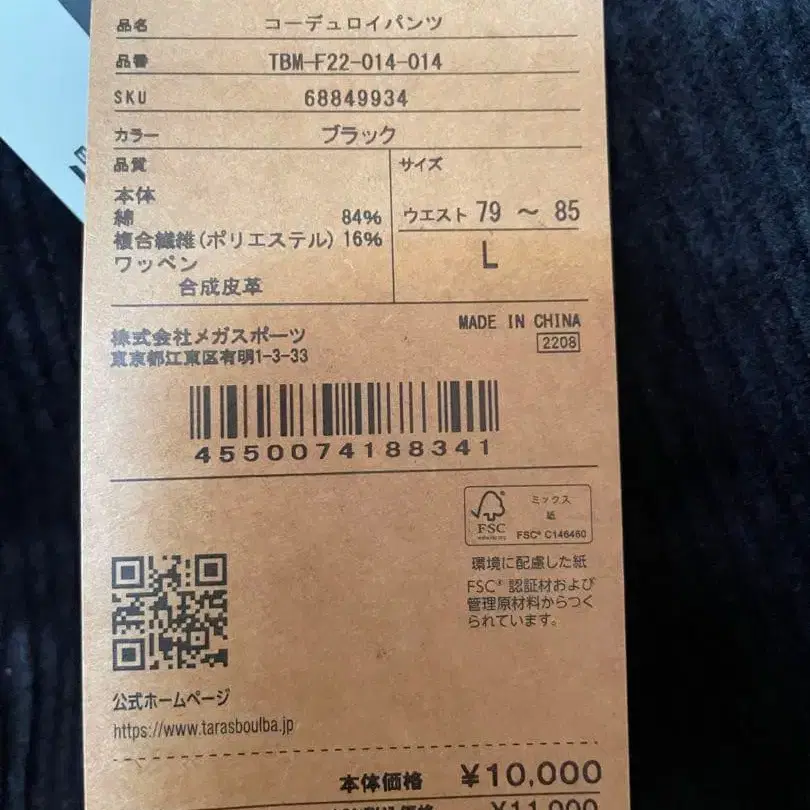 品名 コーデュロイパンツ
品番 TBM-F22-014-014
SKU 68849934
カラー ブラック
品質 サイズ
本体
綿 84%
複合繊維(ポリエステル) 16%
ワッペン
合成皮革
ウエスト 79 ～ 85
L
株式会社メガスポーツ
東京都江東区有明1-3-33
MADE IN CHINA
2208
4550074188341
ミックス
紙
FSC
FSC® C146460
環境に配慮した紙
FSC® 認証材および
管理原材料からつく
られています。
公式ホームページ
https://www.tarasboulba.jp
本体価格 ¥10,000
¥11,000